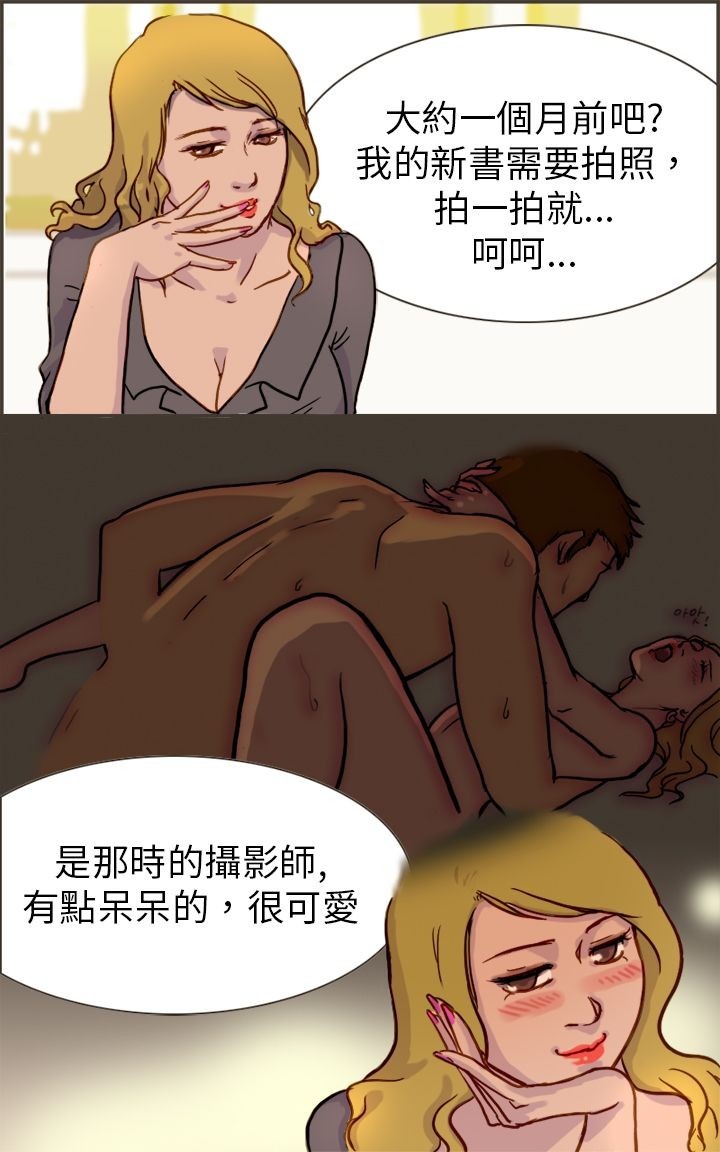 大約一個月前吧?
我的新書需要拍照，
拍一拍就...
呵呵...
아앗!
是那時的攝影師,
有點呆呆的，很可愛